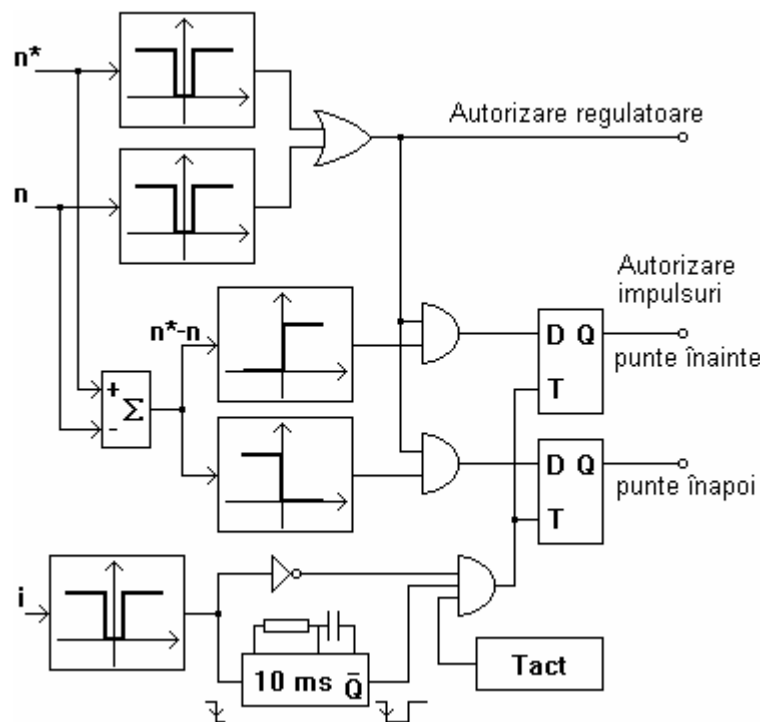 n*
Autorizare regulatoare
n
Autorizare
impulsuri
n*-n
D Q
punte înainte
T
+
Σ
-
D Q
punte înapoi
T
i
10 ms Q̄
Tact